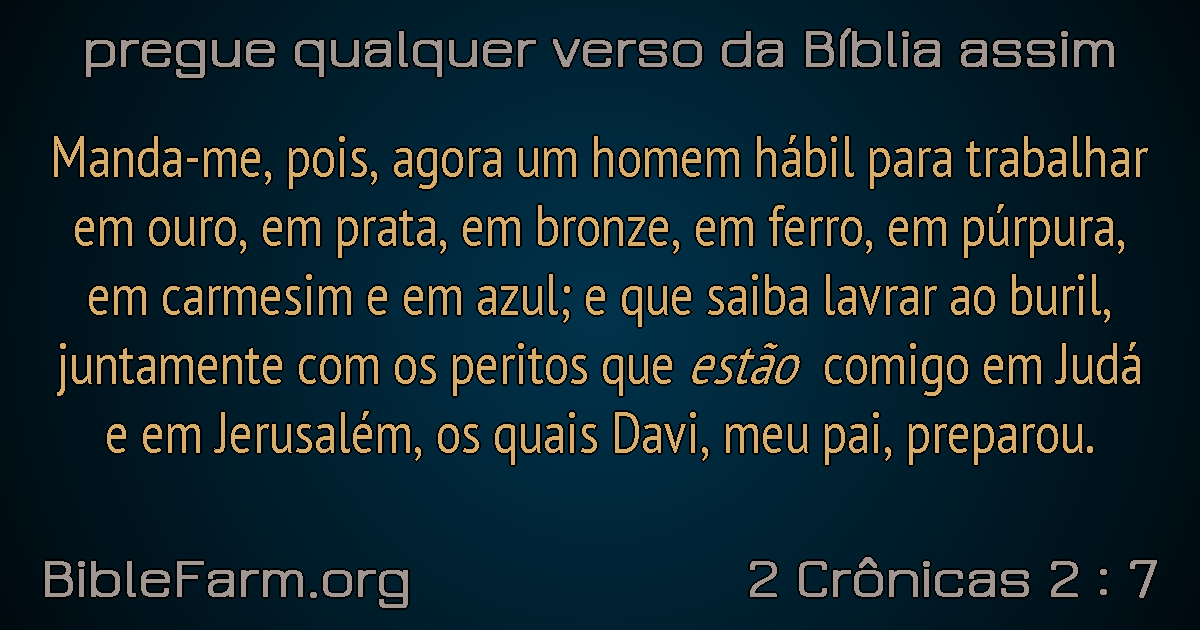 pregue qualquer verso da Bíblia assim
Manda-me, pois, agora um homem hábil para trabalhar
em ouro, em prata, em bronze, em ferro, em púrpura,
em carmesim e em azul; e que saiba lavrar ao buril,
juntamente com os peritos que estão comigo em Judá
e em Jerusalém, os quais Davi, meu pai, preparou.
BibleFarm.org
2 Crônicas 2 : 7